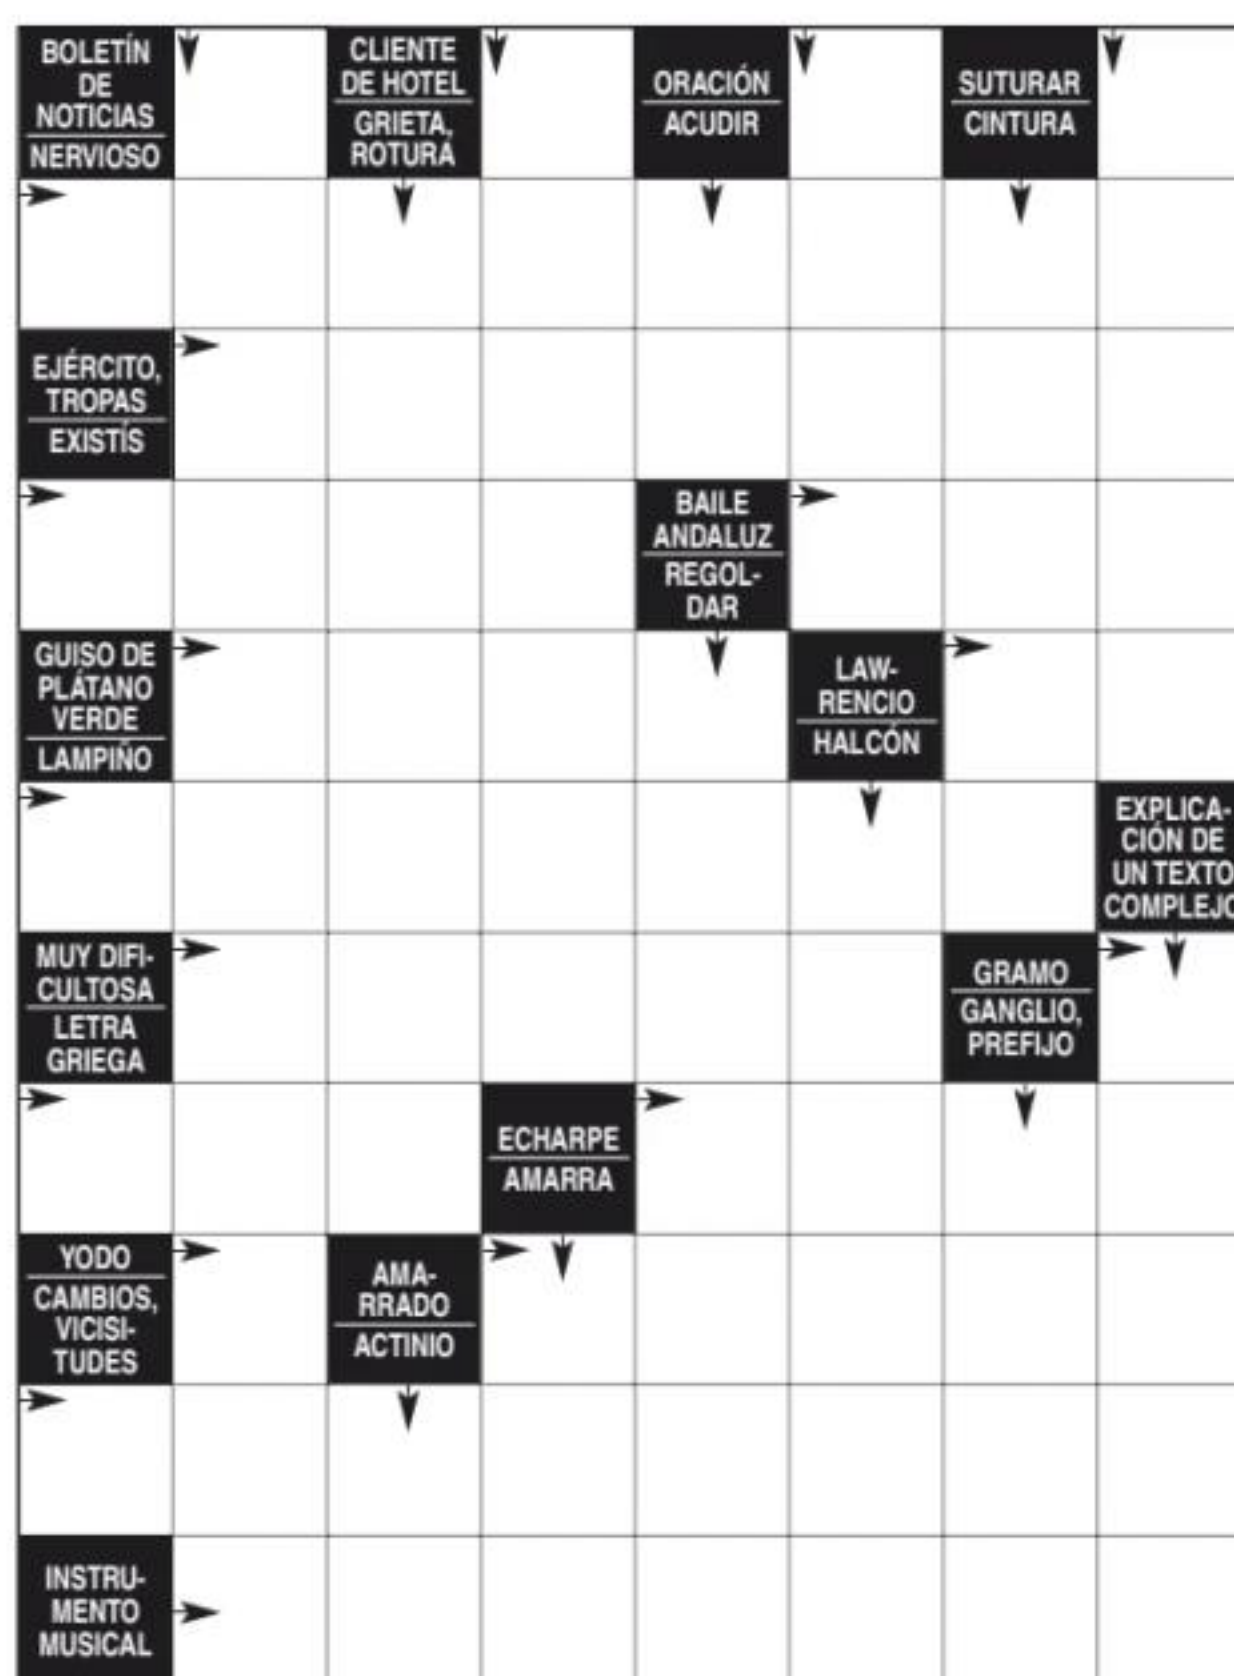 BOLETÍN
DE
NOTICIAS
NERVIOSO
CLIENTE
DE HOTEL
GRIETA,
ROTURA
ORACIÓN
ACUDIR
SUTURAR
CINTURA
EJÉRCITO,
TROPAS
EXISTÍS
BAILE
ANDALUZ
REGOL-
DAR
GUISO DE
PLÁTANO
VERDE
LAMPIÑO
LAW-
RENCIO
HALCÓN
EXPLICA-
CIÓN DE
UN TEXTO
COMPLEJO
MUY DIFI-
CULTOSA
LETRA
GRIEGA
GRAMO
GANGLIO,
PREFIJO
ECHARPE
AMARRA
YODO
CAMBIOS,
VICISI-
TUDES
AMA-
RRADO
ACTINIO
INSTRU-
MENTO
MUSICAL